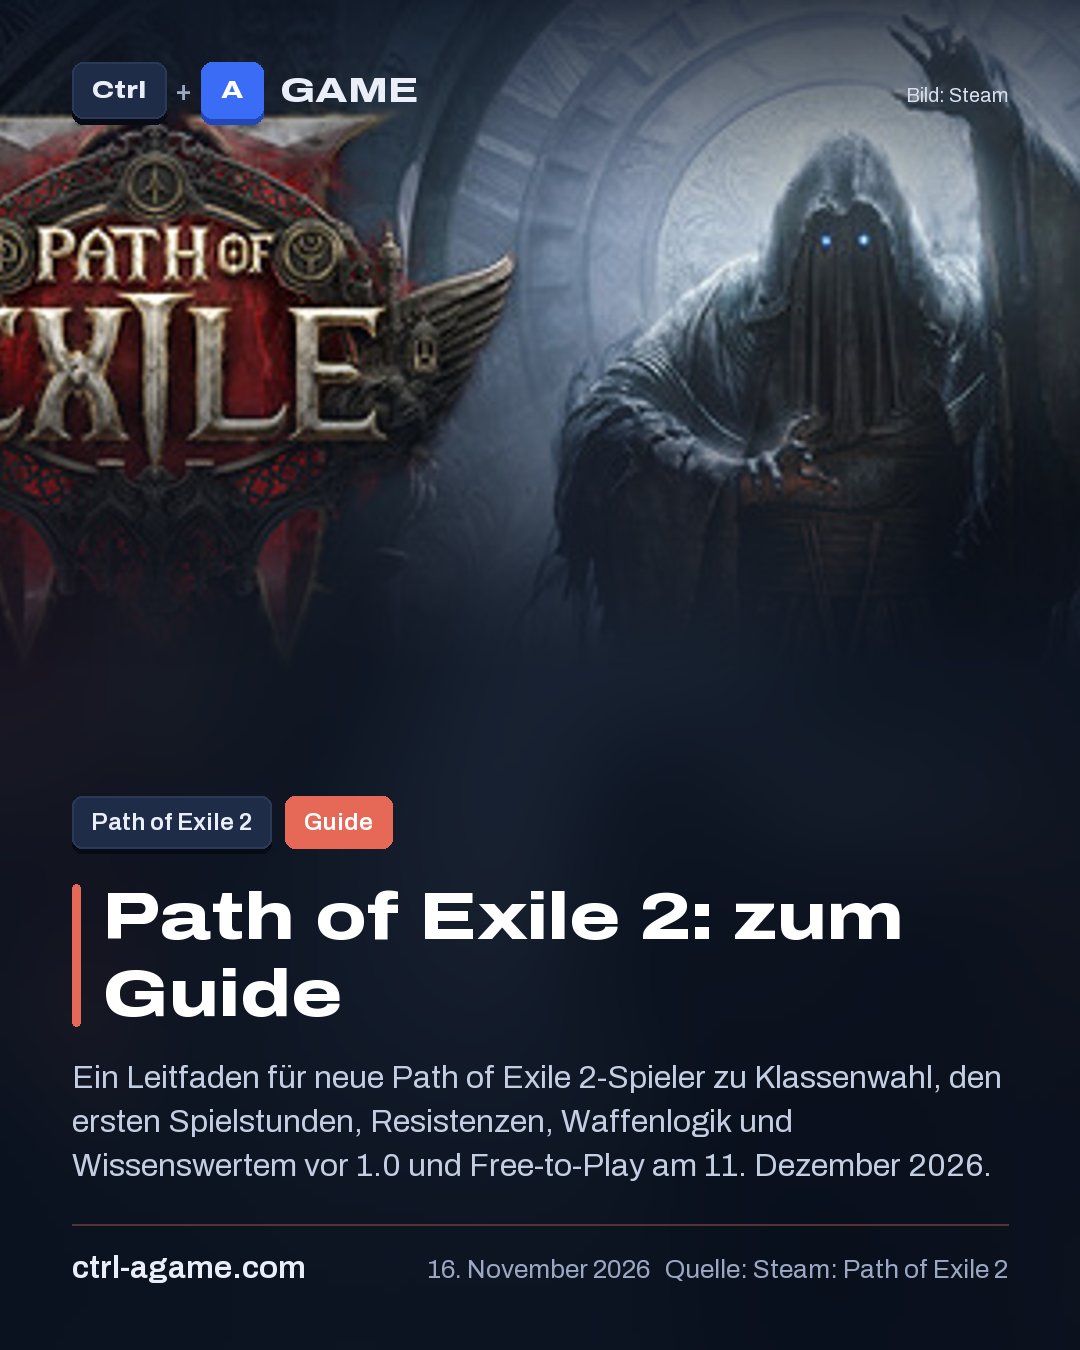 Ctrl + A GAME
Bild: Steam
PATH OF
EXILE
Path of Exile 2 Guide
Path of Exile 2: zum
Guide
Ein Leitfaden für neue Path of Exile 2-Spieler zu Klassenwahl, den
ersten Spielstunden, Resistenzen, Waffenlogik und
Wissenswertem vor 1.0 und Free-to-Play am 11. Dezember 2026.
ctrl-agame.com
16. November 2026 Quelle: Steam: Path of Exile 2